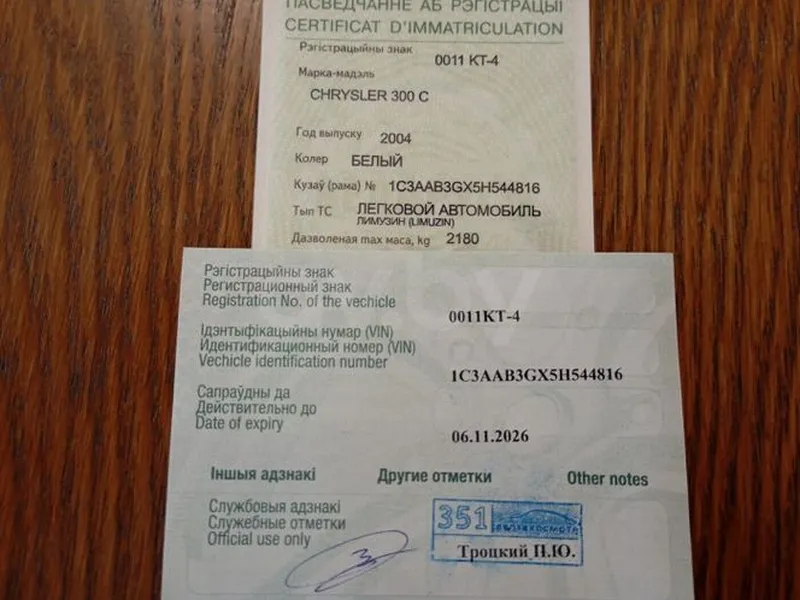 ПАСВЕДЧАННЕ АБ РЭГІСТРАЦЫІ
CERTIFICAT D'IMMATRICULATION
Рэгістрацыйны знак
0011 KT-4
Марка-мадэль
CHRYSLER 300 C
Год выпуску 2004
Колер БЕЛЫЙ
Кузаў (рама) № 1C3AAB3GX5H544816
Тып ТС ЛЕГКОВОЙ АВТОМОБИЛЬ
ЛИМУЗИН (LIMUZIN)
Дазволеная max маса, kg 2180
Рэгістрацыйны знак
Регистрационный знак
Registration No. of the vechicle
0011KT-4
Ідэнтыфікацыйны нумар (VIN)
Идентификационный номер (VIN)
Vechicle identification number
1C3AAB3GX5H544816
Сапраўдны да
Действительно до
Date of expiry
06.11.2026
Іншыя адзнакі Другие отметки Other notes
Службовыя адзнакі
Служебные отметки
Official use only
351
Троцкий П.Ю.